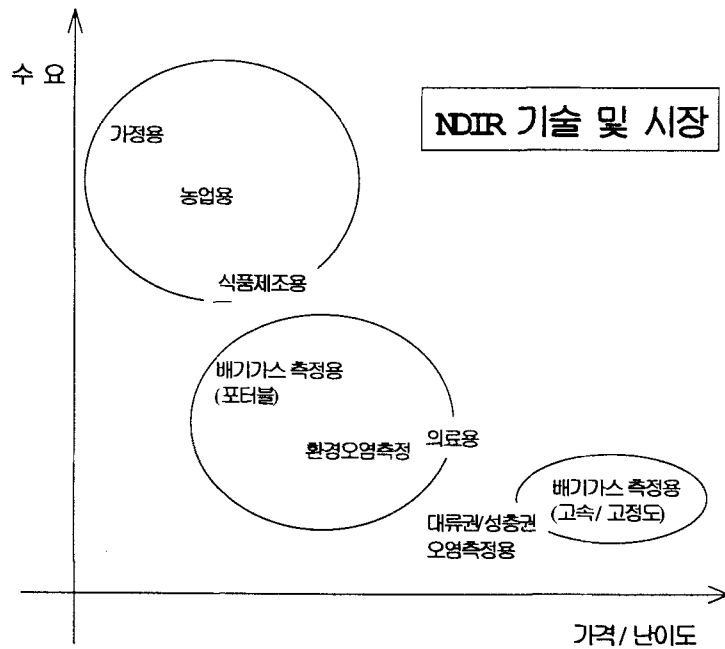 수 요
NDIR 기술 및 시장
가정용
농업용
식품제조용
배기가스 측정용
(포터블)
환경오염측정
의료용
배기가스 측정용
(고속/ 고정도)
대류권/성층권
오염측정용
가격/ 난이도